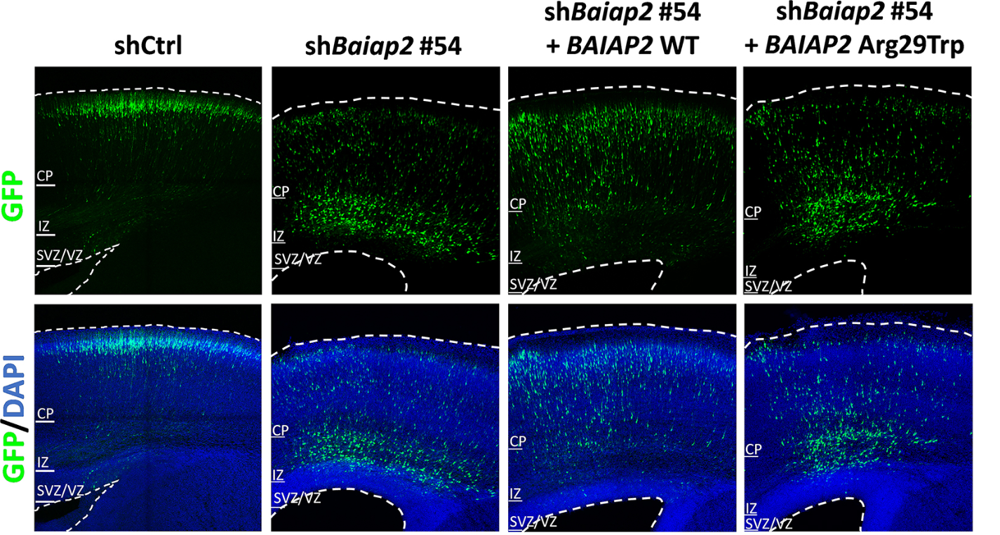 shCtrl
shBaiap2 #54
shBaiap2 #54
+ BAIAP2 WT
shBaiap2 #54
+ BAIAP2 Arg29Trp
GFP
CP
IZ
SVZ/VZ
CP
IZ
SVZ/VZ
CP
IZ
SVZ/VZ
CP
IZ
SVZ/VZ
GFP/DAPI
CP
IZ
SVZ/VZ
CP
IZ
SVZ/VZ
CP
IZ
SVZ/VZ
CP
IZ
SVZ/VZ